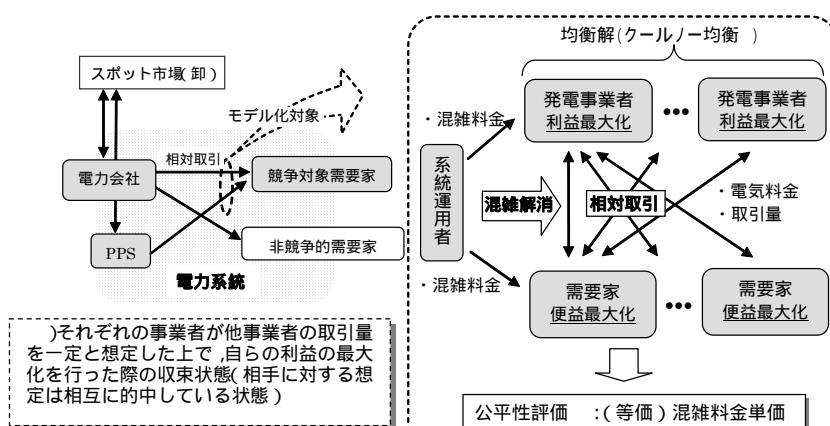 スポット市場(卸)
モデル化対象
相対取引
電力会社
競争対象需要家
PPS
非競争的需要家
電力系統
)それぞれの事業者が他事業者の取引量
を一定と想定した上で,自らの利益の最大
化を行った際の収束状態(相手に対する想
定は相互に的中している状態)
均衡解(クールノー均衡 )
発電事業者
利益最大化
•••
発電事業者
利益最大化
・混雑料金
系統運用者
混雑解消
相対取引
・電気料金
・取引量
・混雑料金
需要家
便益最大化
•••
需要家
便益最大化
公平性評価 :(等価)混雑料金単価